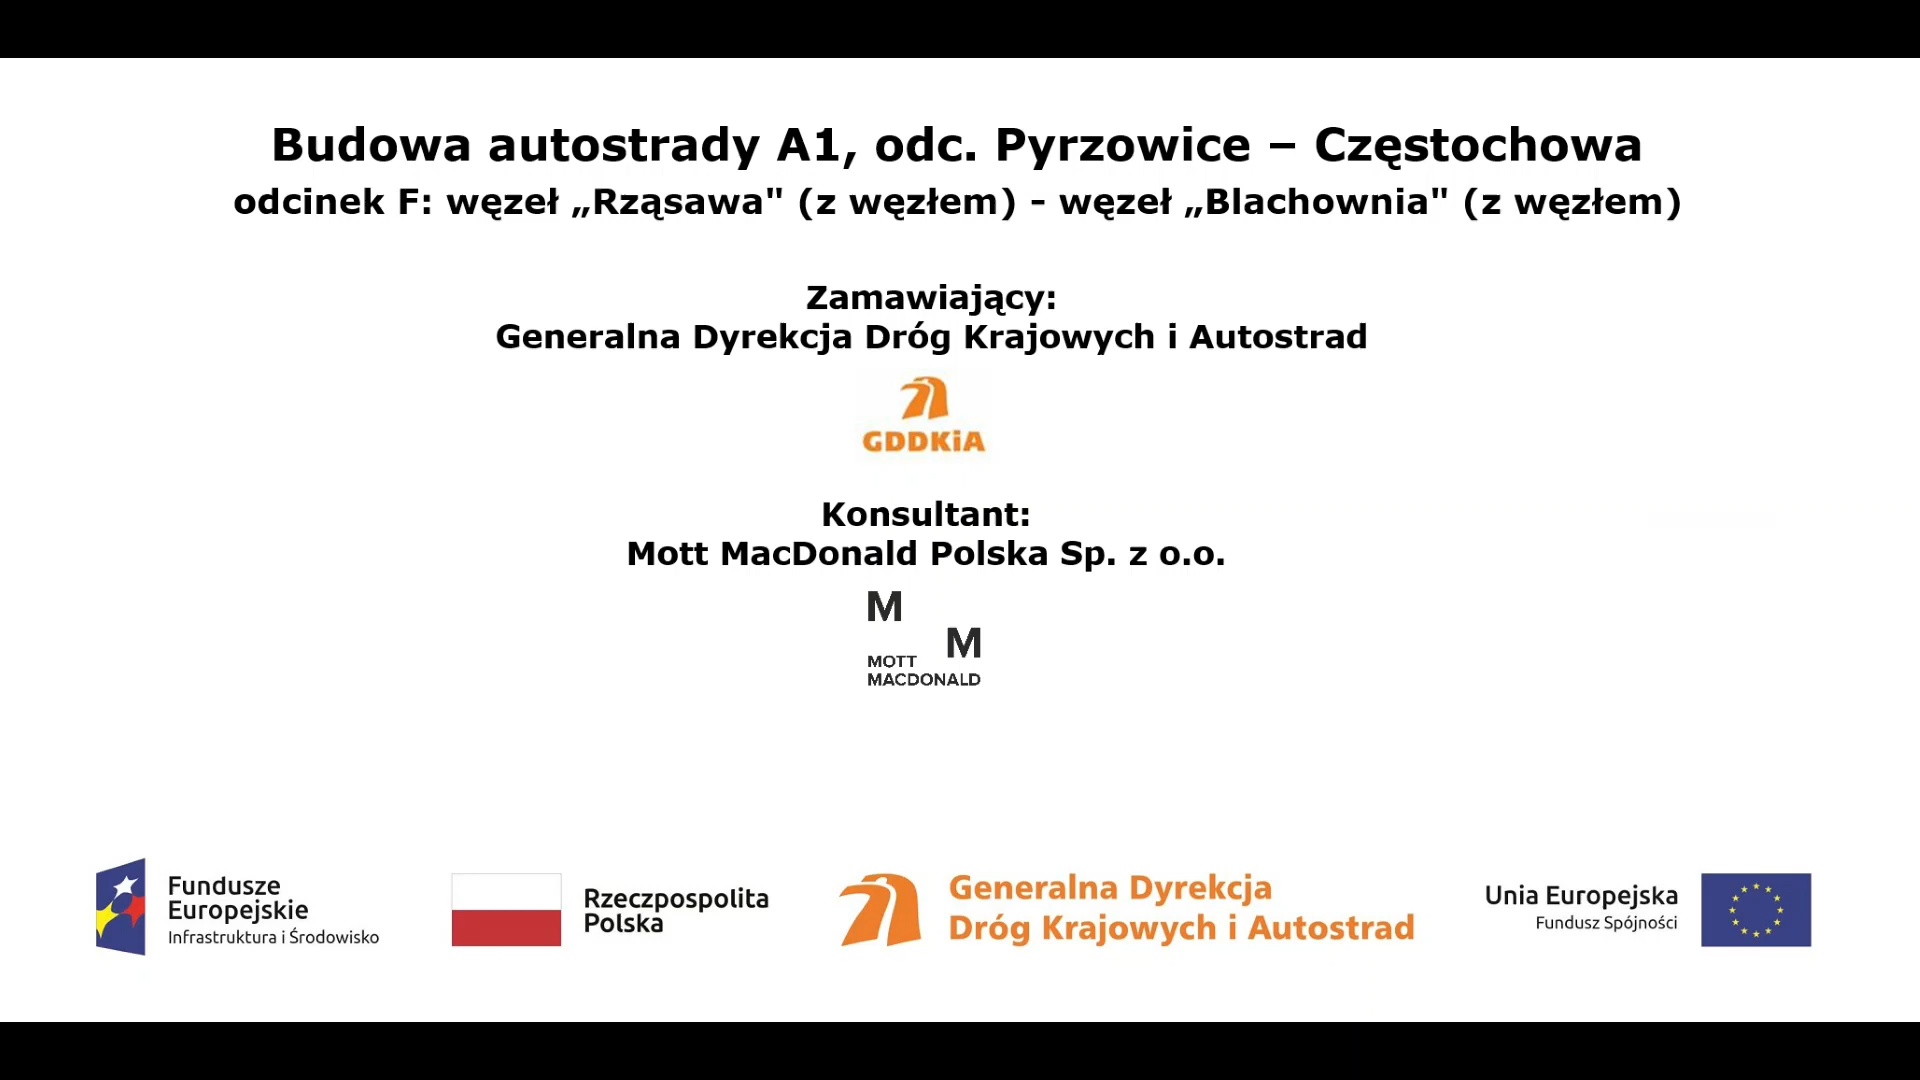 Budowa autostrady A1, odc. Pyrzowice – Częstochowa
odcinek F: węzeł „Rząsawa" (z węzłem) - węzeł „Blachownia" (z węzłem)
Zamawiający:
Generalna Dyrekcja Dróg Krajowych i Autostrad
GDDKiA
Konsultant:
Mott MacDonald Polska Sp. z o.o.
M
M
MOTT
MACDONALD
Fundusze
Europejskie
Infrastruktura i Środowisko
Rzeczpospolita
Polska
Generalna Dyrekcja
Dróg Krajowych i Autostrad
Unia Europejska
Fundusz Spójności